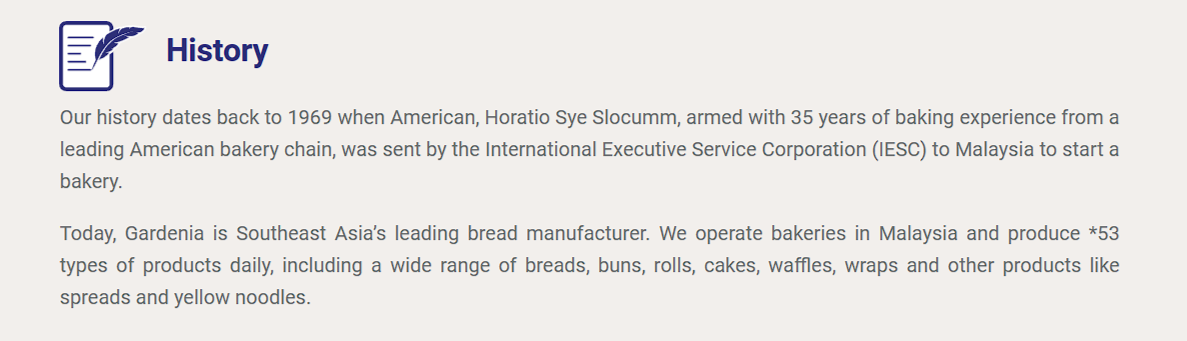 History
Our history dates back to 1969 when American, Horatio Sye Slocumm, armed with 35 years of baking experience from a
leading American bakery chain, was sent by the International Executive Service Corporation (IESC) to Malaysia to start a
bakery.
Today, Gardenia is Southeast Asia’s leading bread manufacturer. We operate bakeries in Malaysia and produce *53
types of products daily, including a wide range of breads, buns, rolls, cakes, waffles, wraps and other products like
spreads and yellow noodles.